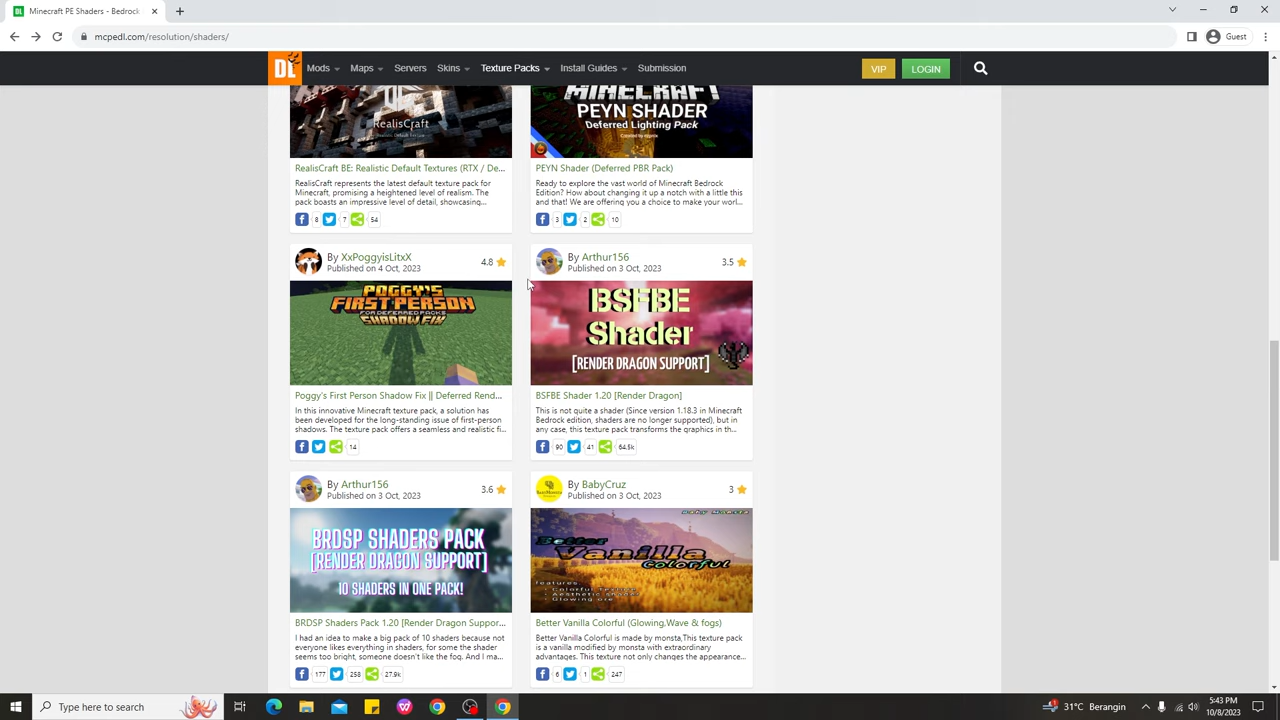 Minecraft PE Shaders - Bedrock
mcpedl.com/resolution/shaders/
Guest
DL
Mods
Maps
Servers
Skins
Texture Packs
Install Guides
Submission
VIP
LOGIN
RealisCraft
MINECRAFT
PEYN SHADER
Deferred Lighting Pack
RealisCraft BE: Realistic Default Textures (RTX / De...
PEYN Shader (Deferred PBR Pack)
RealisCraft represents the latest default texture pack for
Minecraft, promising a heightened level of realism. The
pack boasts an impressive level of detail, showcasing...
Ready to explore the vast world of Minecraft Bedrock
Edition? How about changing it up a notch with a little this
and that! We are offering you a choice to make your worl...
8 7 54
3 2 10
By XxPoggyisLitxX
Published on 4 Oct, 2023
4.8
By Arthur156
Published on 3 Oct, 2023
3.5
POGGY'S
FIRST PERSON
FOR DEFERRED PACKS
SHADOW FIX
BSFBE
Shader
[RENDER DRAGON SUPPORT]
Poggy's First Person Shadow Fix || Deferred Rend...
BSFBE Shader 1.20 [Render Dragon]
In this innovative Minecraft texture pack, a solution has
been developed for the long-standing issue of first-person
shadows. The texture pack offers a seamless and realistic fi...
This is not quite a shader (Since version 1.18.3 in Minecraft
Bedrock edition, shaders are no longer supported), but in
any case, this texture pack transforms the graphics in th...
14
90 41 64.5k
By Arthur156
Published on 3 Oct, 2023
3.6
By BabyCruz
Published on 3 Oct, 2023
3
BRDSP SHADERS PACK
[RENDER DRAGON SUPPORT]
10 SHADERS IN ONE PACK!
Better
Vanilla
Colorful
features:
BRDSP Shaders Pack 1.20 [Render Dragon Suppor...
Better Vanilla Colorful (Glowing,Wave & fogs)
I had an idea to make a big pack of 10 shaders because not
everyone likes everything in shaders, for some the shader
seems too bright, someone doesn't like the fog. And I ma...
Better Vanilla Colorful is made by monsta,This texture pack
is a vanilla modified by monsta with extraordinary
advantages. This texture not only changes the appearance...
177 258 27.9k
6 1 247
Type here to search
31°C Berangin
5:43 PM
10/8/2023